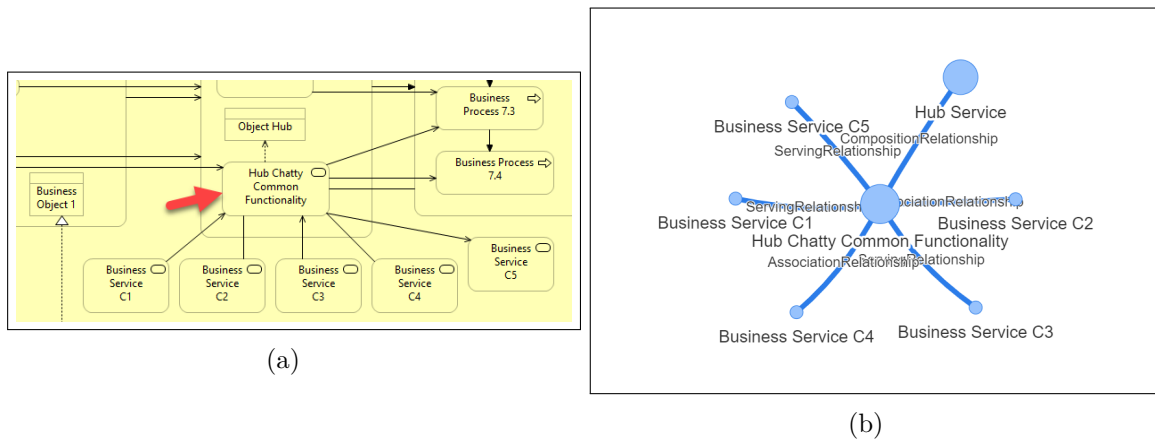 Business
Process 7.3
Object Hub
Business Process
7.4
Hub Chatty
Common
Functionality
Business
Object 1
Business
Service
C1
Business
Service
C2
Business
Service
C3
Business
Service
C4
Business
Service
C5
(a)
Hub Service
Business Service C5
CompositionRelationship
ServingRelationship
ServingRelationsh
ociationRelationship
Business Service C1
Business Service C2
Hub Chatty Common Functionality
AssociationRelationship
ServingRelationship
Business Service C4
Business Service C3
(b)